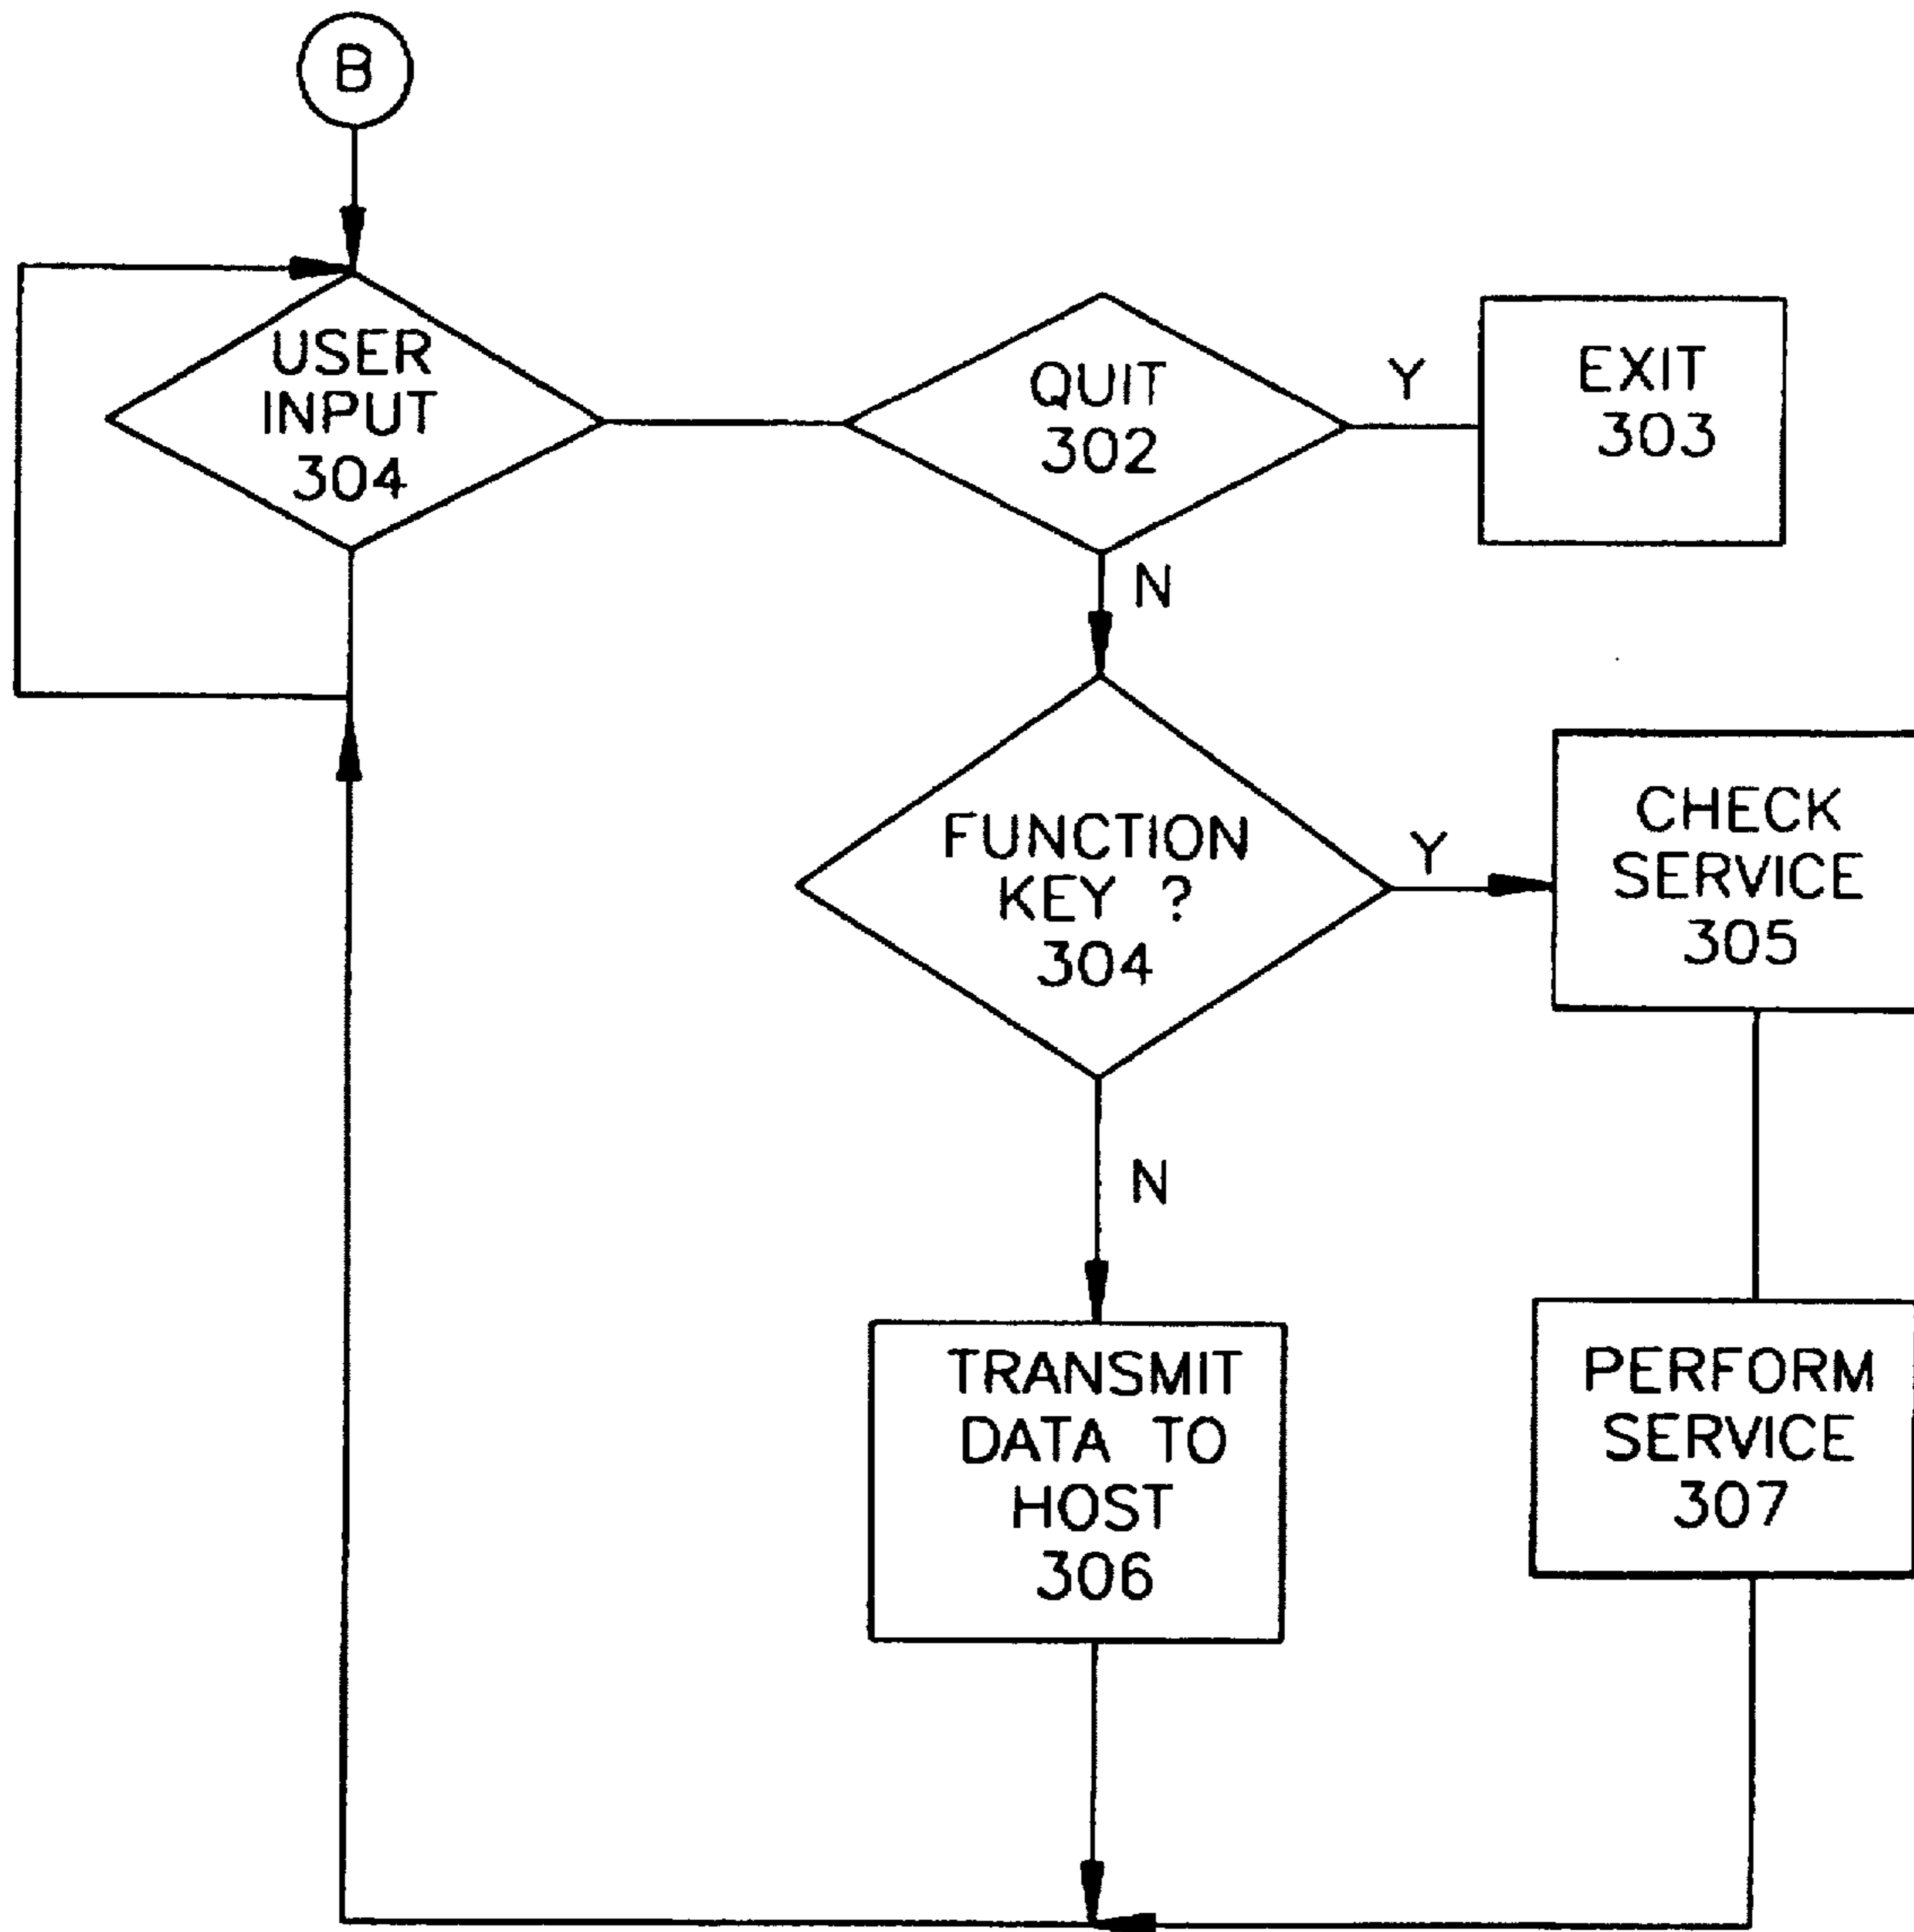 B
USER
INPUT
304
QUIT
302
Y
EXIT
303
N
FUNCTION
KEY ?
304
Y
CHECK
SERVICE
305
N
TRANSMIT
DATA TO
HOST
306
PERFORM
SERVICE
307